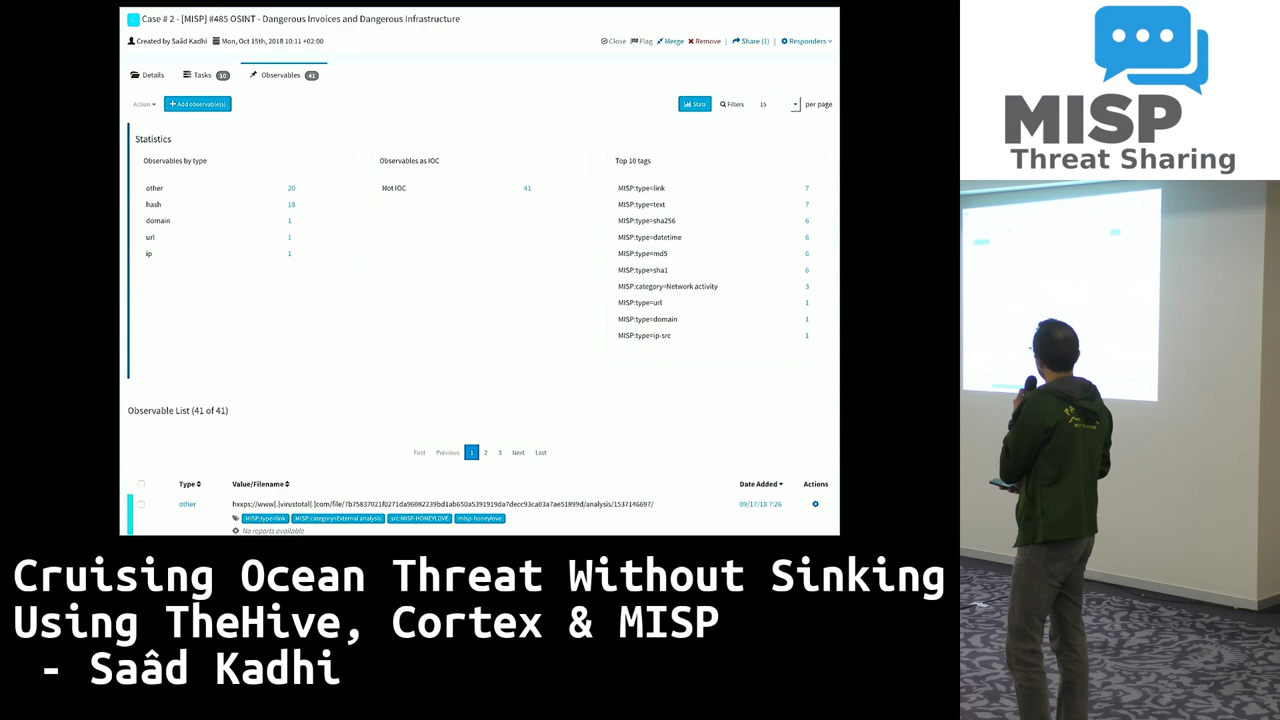 Case # 2 - [MISP] #485 OSINT - Dangerous Invoices and Dangerous Infrastructure
Created by Saâd Kadhi Mon, Oct 15th, 2018 10:11 +02:00 Close Flag Merge Remove | Share (1) | Responders
Details Tasks 10 Observables 41
Action + Add observable(s) Stats Filters 15 per page
Statistics
Observables by type
other 20
hash 18
domain 1
url 1
ip 1
Observables as IOC
Not IOC 41
Top 10 tags
MISP:type=link 7
MISP:type=text 7
MISP:type=sha256 6
MISP:type=datetime 6
MISP:type=md5 6
MISP:type=sha1 6
MISP:category=Network activity 3
MISP:type=url 1
MISP:type=domain 1
MISP:type=ip-src 1
Observable List (41 of 41)
First Previous 1 2 3 Next Last
Type Value/Filename Date Added Actions
other hxxps://www[.]virustotal[.]com/file/7b75837021f0271da96082239bd1ab650a5391919da7decc93ca03a7ae51899d/analysis/1537146697/ 09/17/18 7:26
MISP:type=link MISP:category=External analysis src:MISP-HONEYLOVE misp-honeylove
No reports available
MISP
Threat Sharing
Cruising Ocean Threat Without Sinking
Using TheHive, Cortex & MISP
- Saâd Kadhi